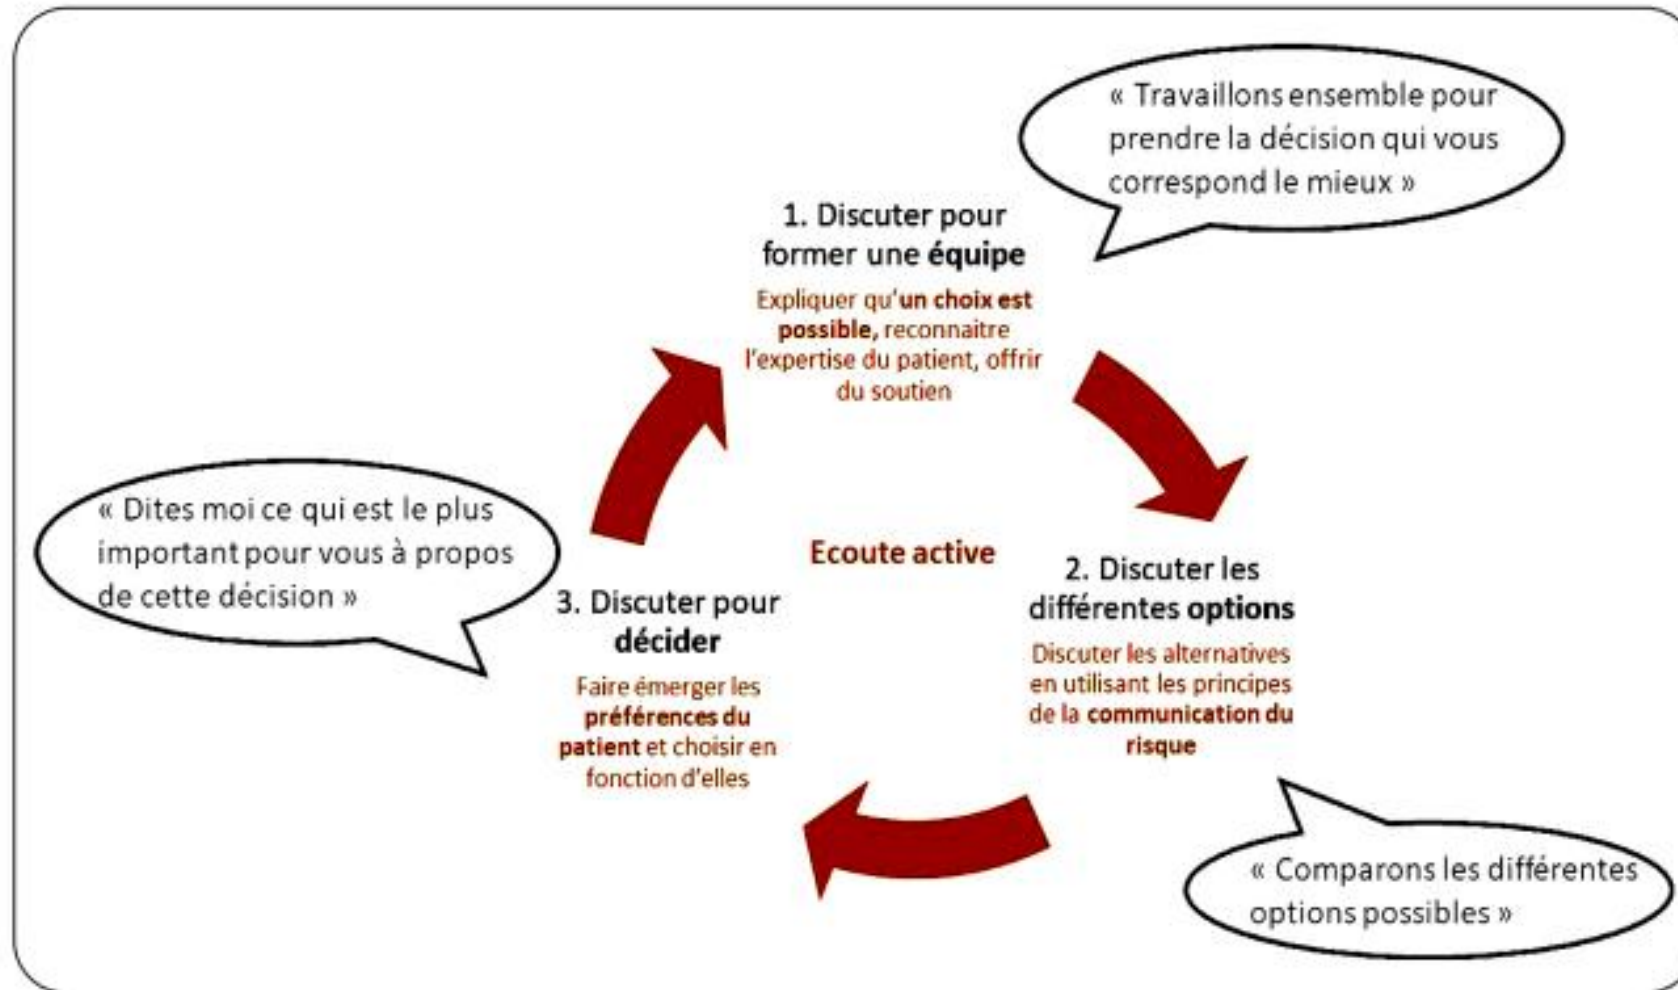 « Travaillons ensemble pour
prendre la décision qui vous
correspond le mieux »
1. Discuter pour
former une équipe
Expliquer qu'un choix est
possible, reconnaitre
l'expertise du patient, offrir
du soutien
« Dites moi ce qui est le plus
important pour vous à propos
de cette décision »
Ecoute active
2. Discuter les
différentes options
Discuter les alternatives
en utilisant les principes
de la communication du
risque
3. Discuter pour
décider
Faire émerger les
préférences du
patient et choisir en
fonction d'elles
« Comparons les différentes
options possibles »